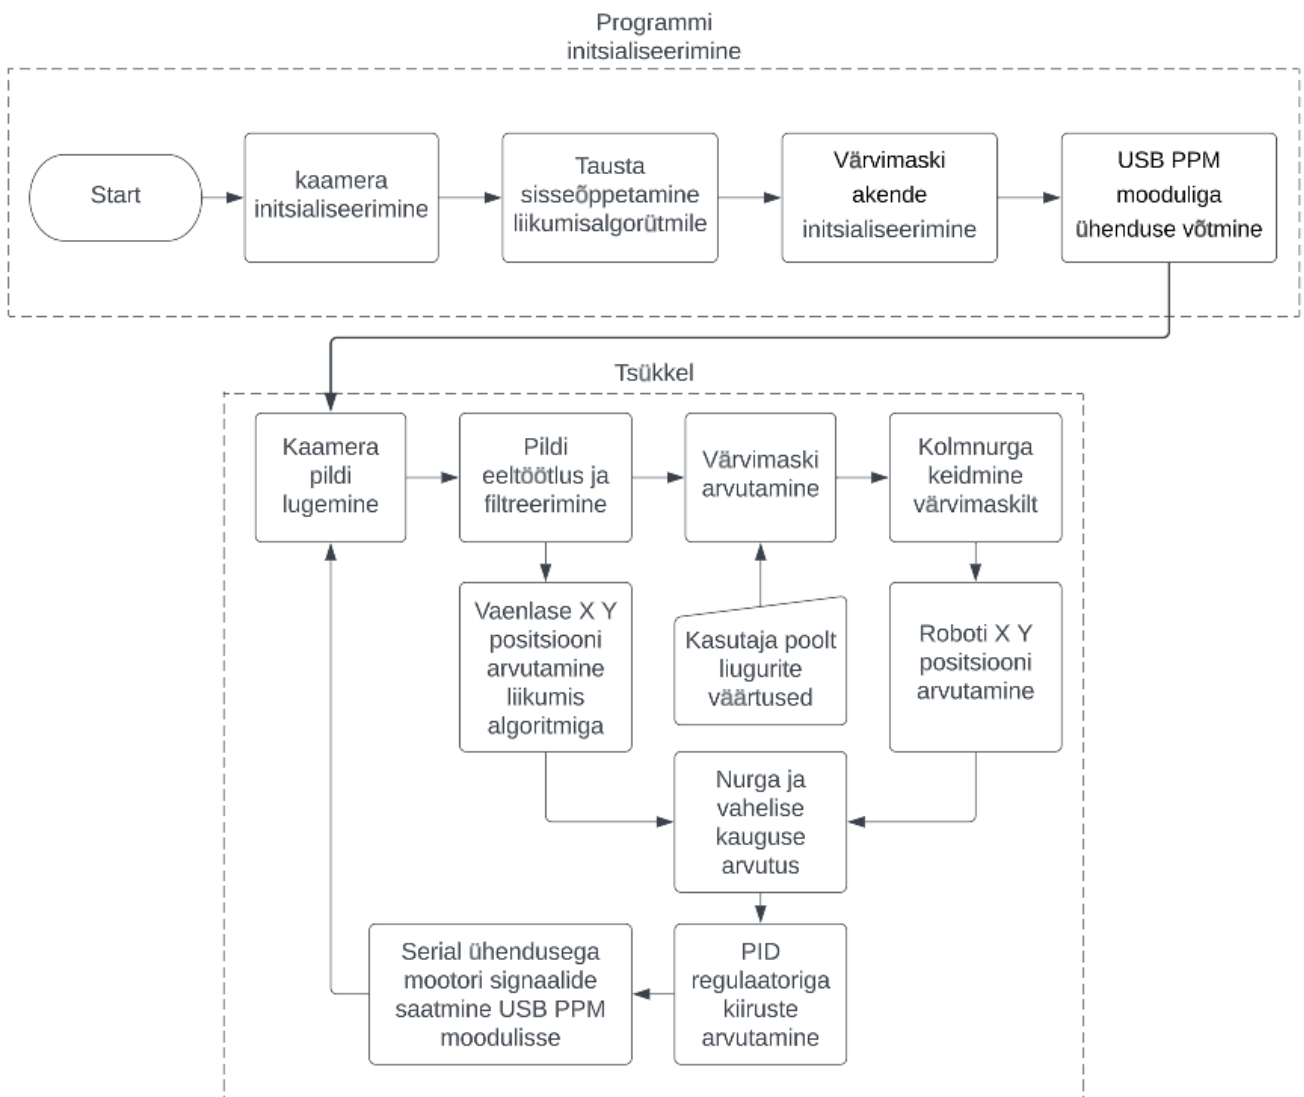 Programmi
initsialiseerimine
Start
kaamera
initsialiseerimine
Tausta
sisseõppetamine
liikumisalgorütmile
Värvimaski
akende
initsialiseerimine
USB PPM
mooduliga
ühenduse võtmine
Tsükkel
Kaamera
pildi
lugemine
Pildi
eeltöötlus ja
filtreerimine
Värvimaski
arvutamine
Kolmnurga
keidmine
värvimaskilt
Vaenlase X Y
positsiooni
arvutamine
liikumis
algoritmiga
Kasutaja poolt
liugurite
väärtused
Roboti X Y
positsiooni
arvutamine
Nurga ja
vahelise
kauguse
arvutus
PID
regulaatoriga
kiiruste
arvutamine
Serial ühendusega
mootori signaalide
saatmine USB PPM
moodulisse